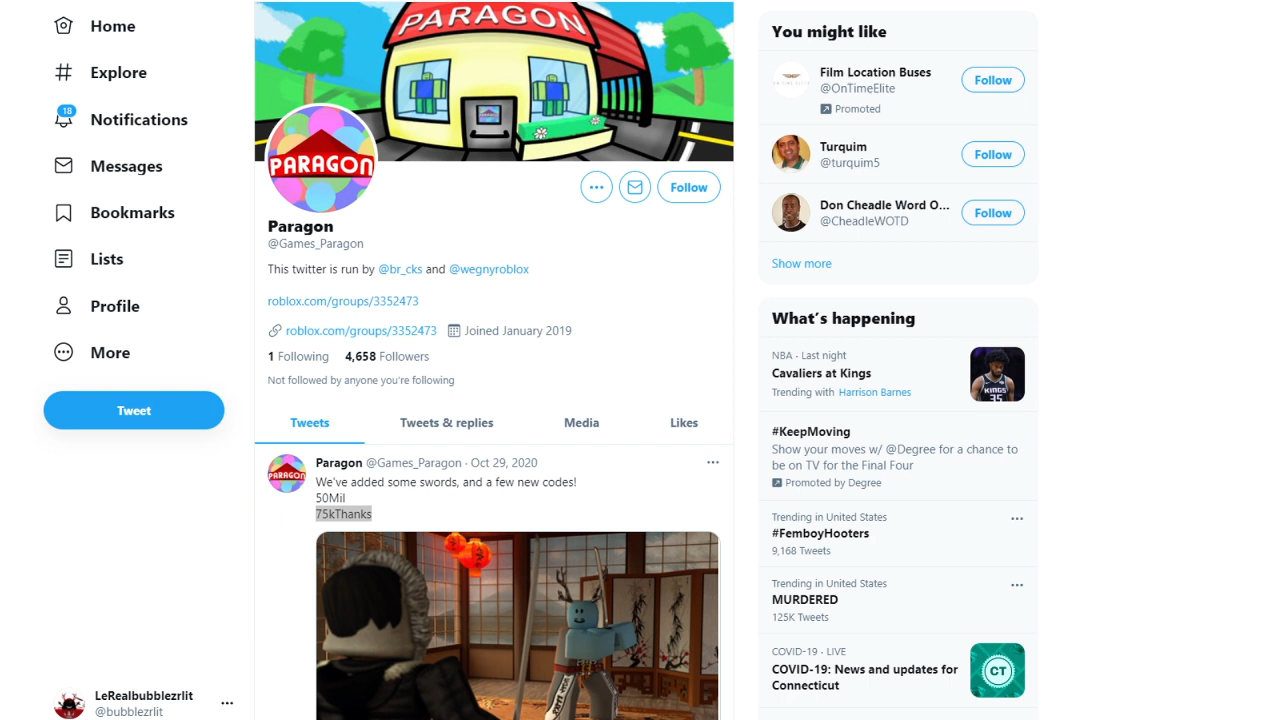 Home
Explore
18
Notifications
Messages
Bookmarks
Lists
Profile
More
Tweet
LeRealbubblezrlit
@bubblezrlit
PARAGON
PARAGON
Follow
Paragon
@Games_Paragon
This twitter is run by @br_cks and @wegnyroblox
roblox.com/groups/3352473
roblox.com/groups/3352473 Joined January 2019
1 Following 4,658 Followers
Not followed by anyone you're following
Tweets Tweets & replies Media Likes
PARAGON
Paragon @Games_Paragon · Oct 29, 2020
We've added some swords, and a few new codes!
50Mil
75kThanks
You might like
Film Location Buses
@OnTimeElite
Promoted
Follow
Turquim
@turquim5
Follow
Don Cheadle Word O...
@CheadleWOTD
Follow
Show more
What's happening
NBA · Last night
Cavaliers at Kings
Trending with Harrison Barnes
KINGS
35
#KeepMoving
Show your moves w/ @Degree for a chance to
be on TV for the Final Four
Promoted by Degree
Trending in United States
#FemboyHooters
9,168 Tweets
Trending in United States
MURDERED
125K Tweets
COVID-19 · LIVE
COVID-19: News and updates for
Connecticut
CT